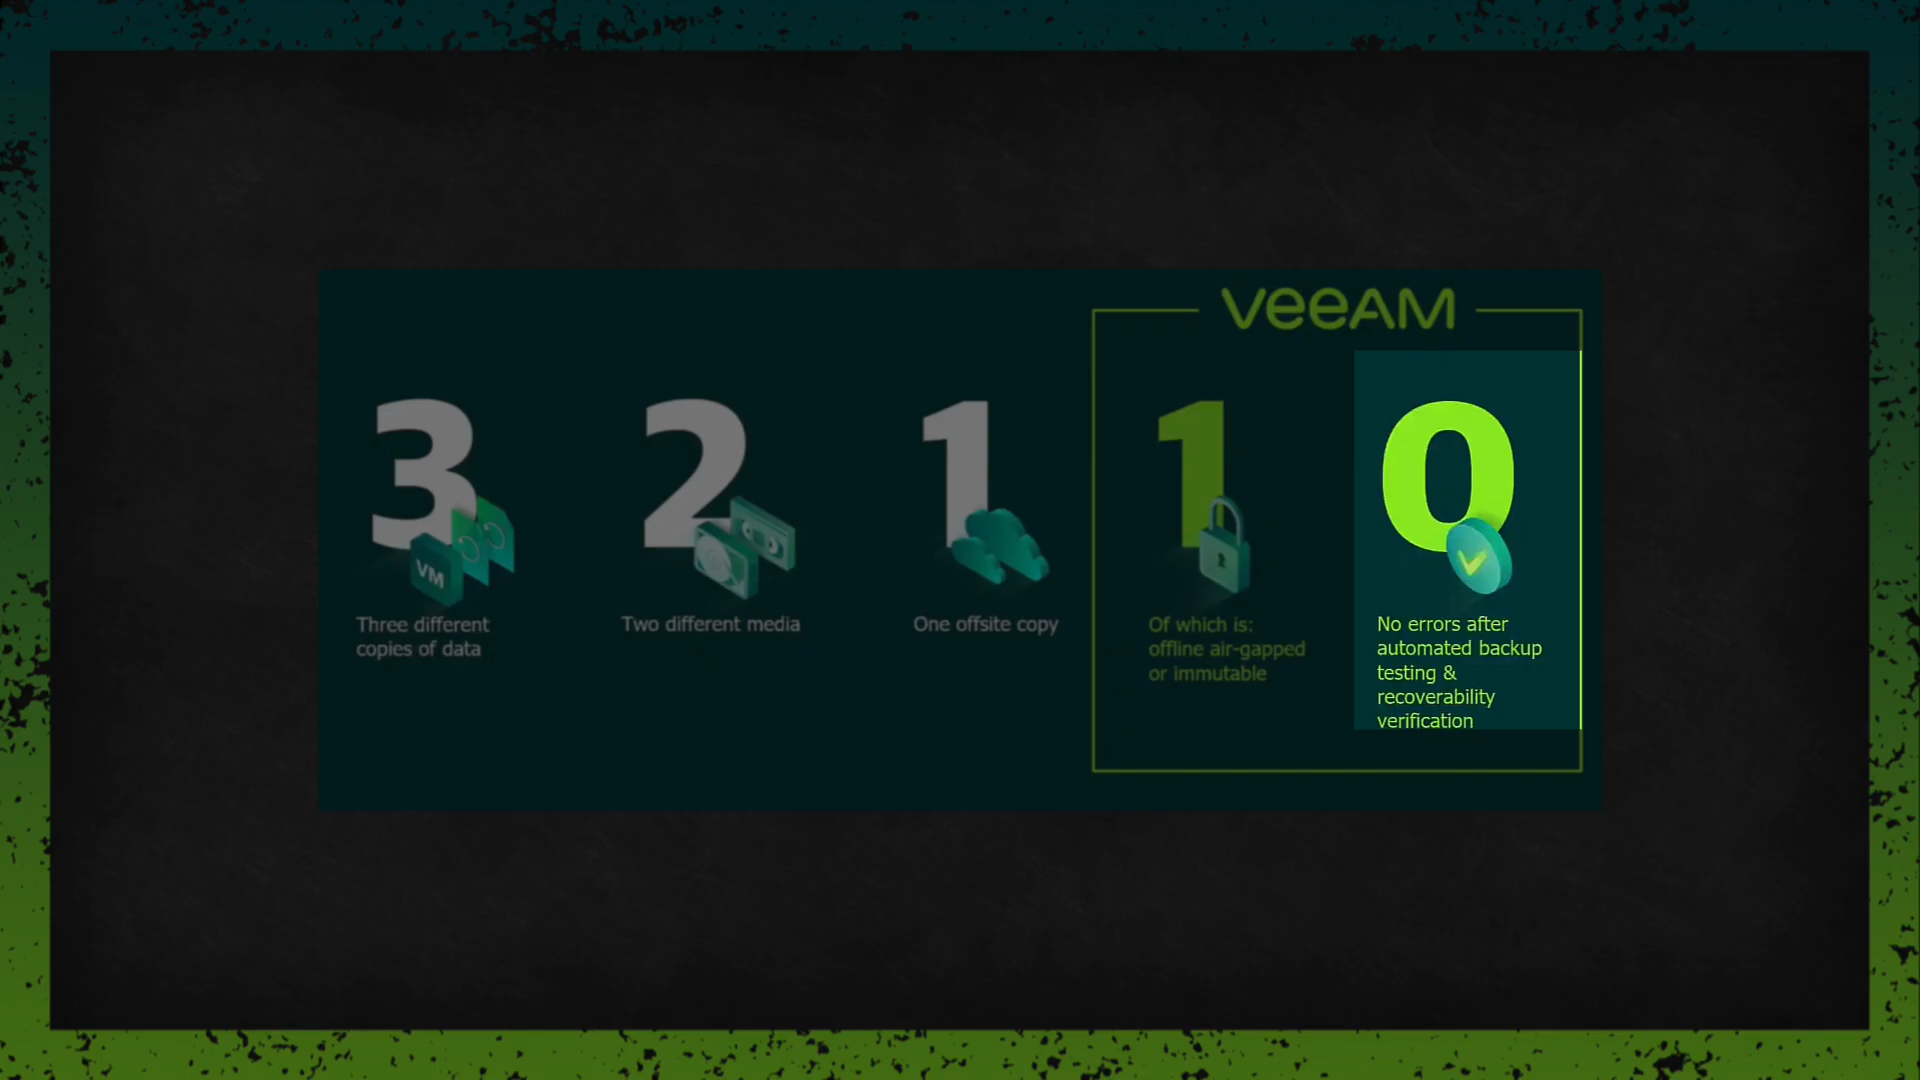 veeAM
3
2
1
1
0
VM
Three different
copies of data
Two different media
One offsite copy
Of which is:
offline air-gapped
or immutable
No errors after
automated backup
testing &
recoverability
verification